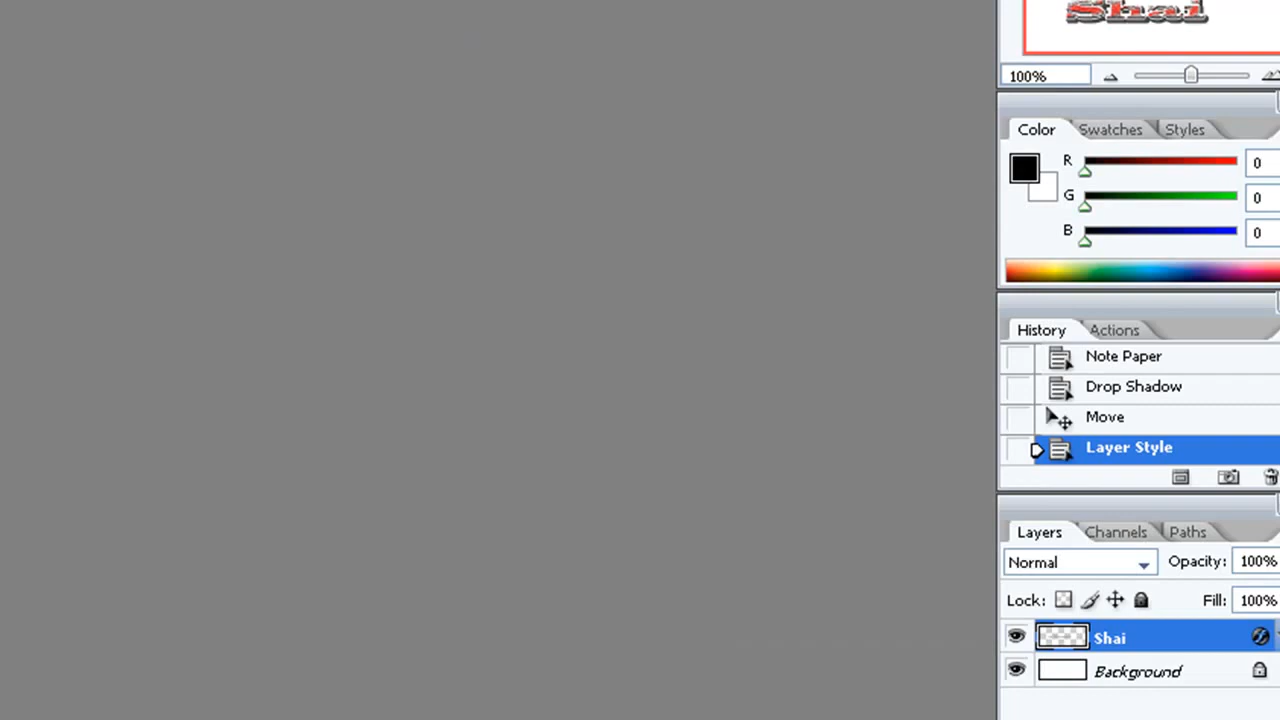 Shai
100%
Color Swatches Styles
R 0
G 0
B 0
History Actions
Note Paper
Drop Shadow
Move
Layer Style
Layers Channels Paths
Normal Opacity: 100%
Lock: Fill: 100%
Shai
Background